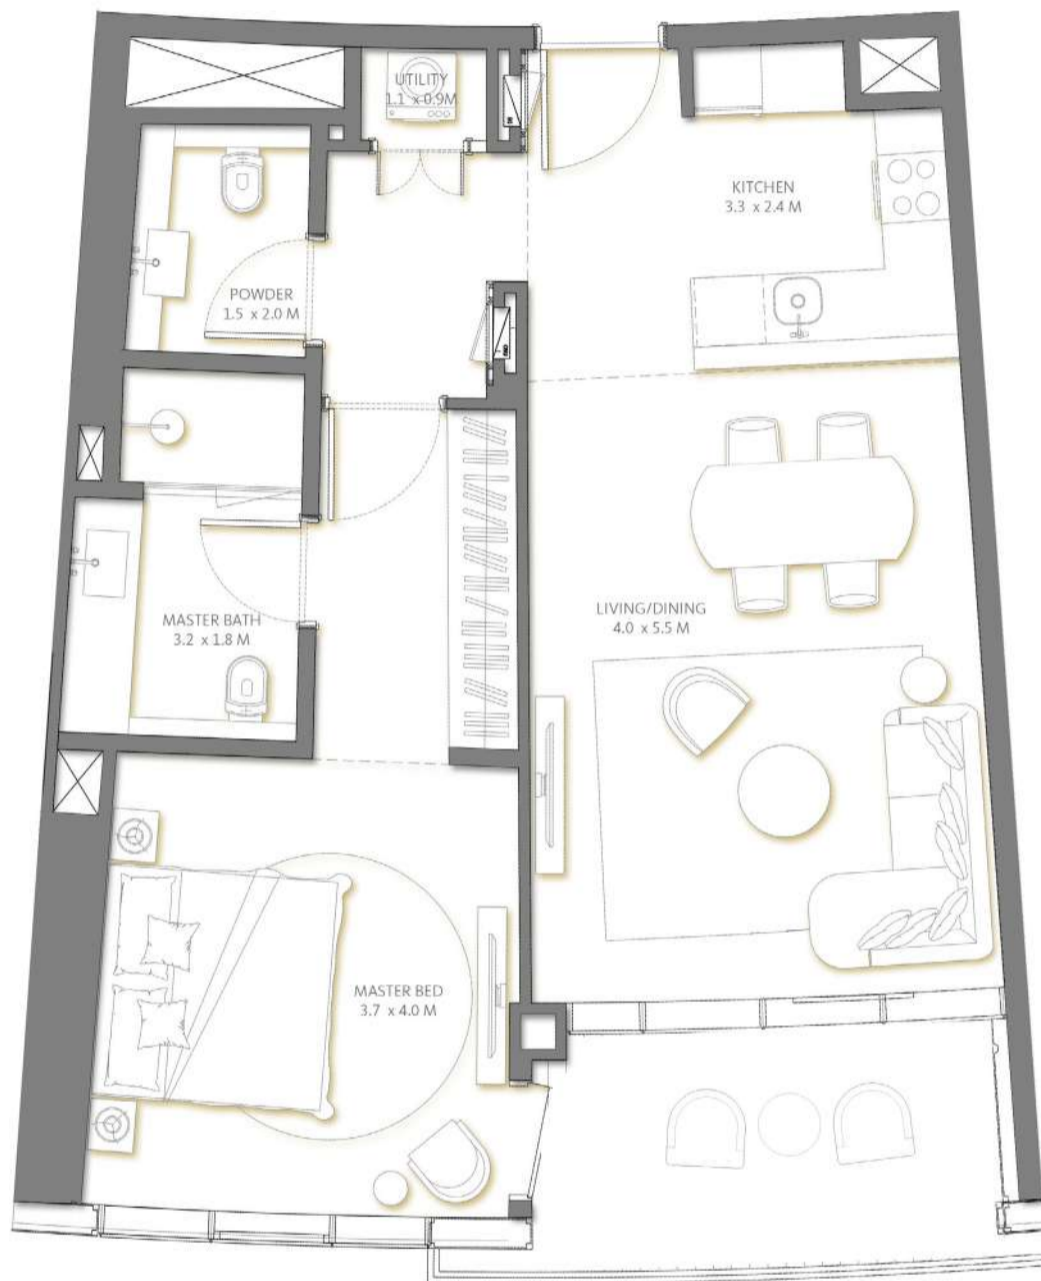 UTILITY
1.1 x 0.9M
KITCHEN
3.3 x 2.4 M
POWDER
1.5 x 2.0 M
LIVING/DINING
4.0 x 5.5 M
MASTER BATH
3.2 x 1.8 M
MASTER BED
3.7 x 4.0 M